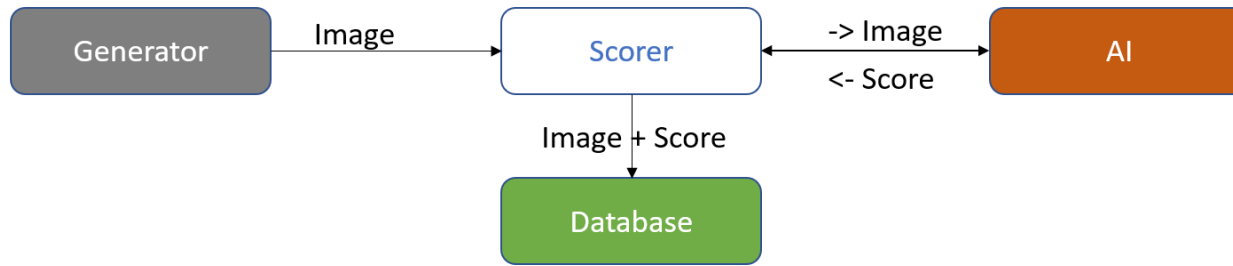 Generator
Image
Scorer
-> Image
<- Score
AI
Image + Score
Database